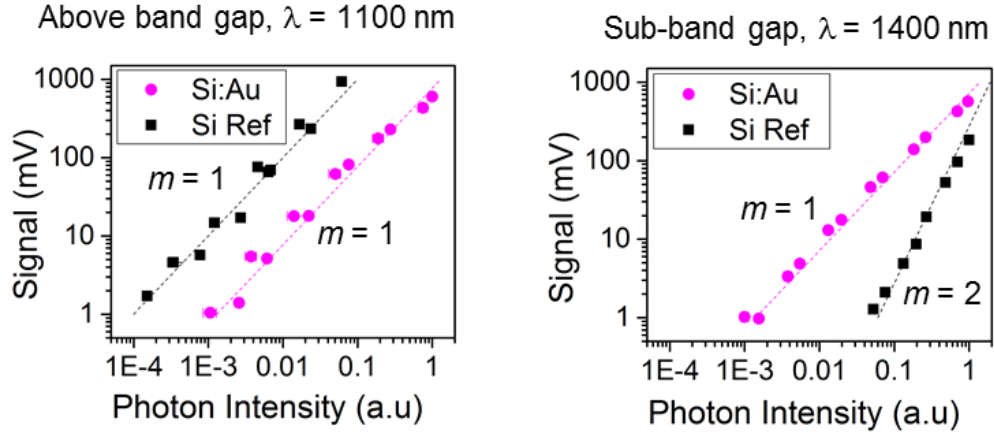 Above band gap, λ = 1100 nm
1000
100
10
1
Signal (mV)
Si:Au
Si Ref
m = 1
m = 1
1E-4 1E-3 0.01 0.1 1
Photon Intensity (a.u)
Sub-band gap, λ = 1400 nm
1000
100
10
1
Signal (mV)
Si:Au
Si Ref
m = 1
m = 2
1E-4 1E-3 0.01 0.1 1
Photon Intensity (a.u)